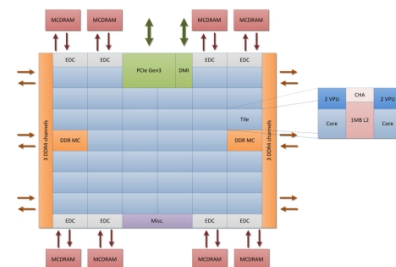 MCDRAM MCDRAM MCDRAM MCDRAM
EDC EDC PCIe Gen3 DMI EDC EDC
3 DDR4 channels
3 DDR4 channels
Tile
DDR MC DDR MC
EDC EDC Misc. EDC EDC
MCDRAM MCDRAM MCDRAM MCDRAM
2 VPU CHA 2 VPU
Core 1MB L2 Core